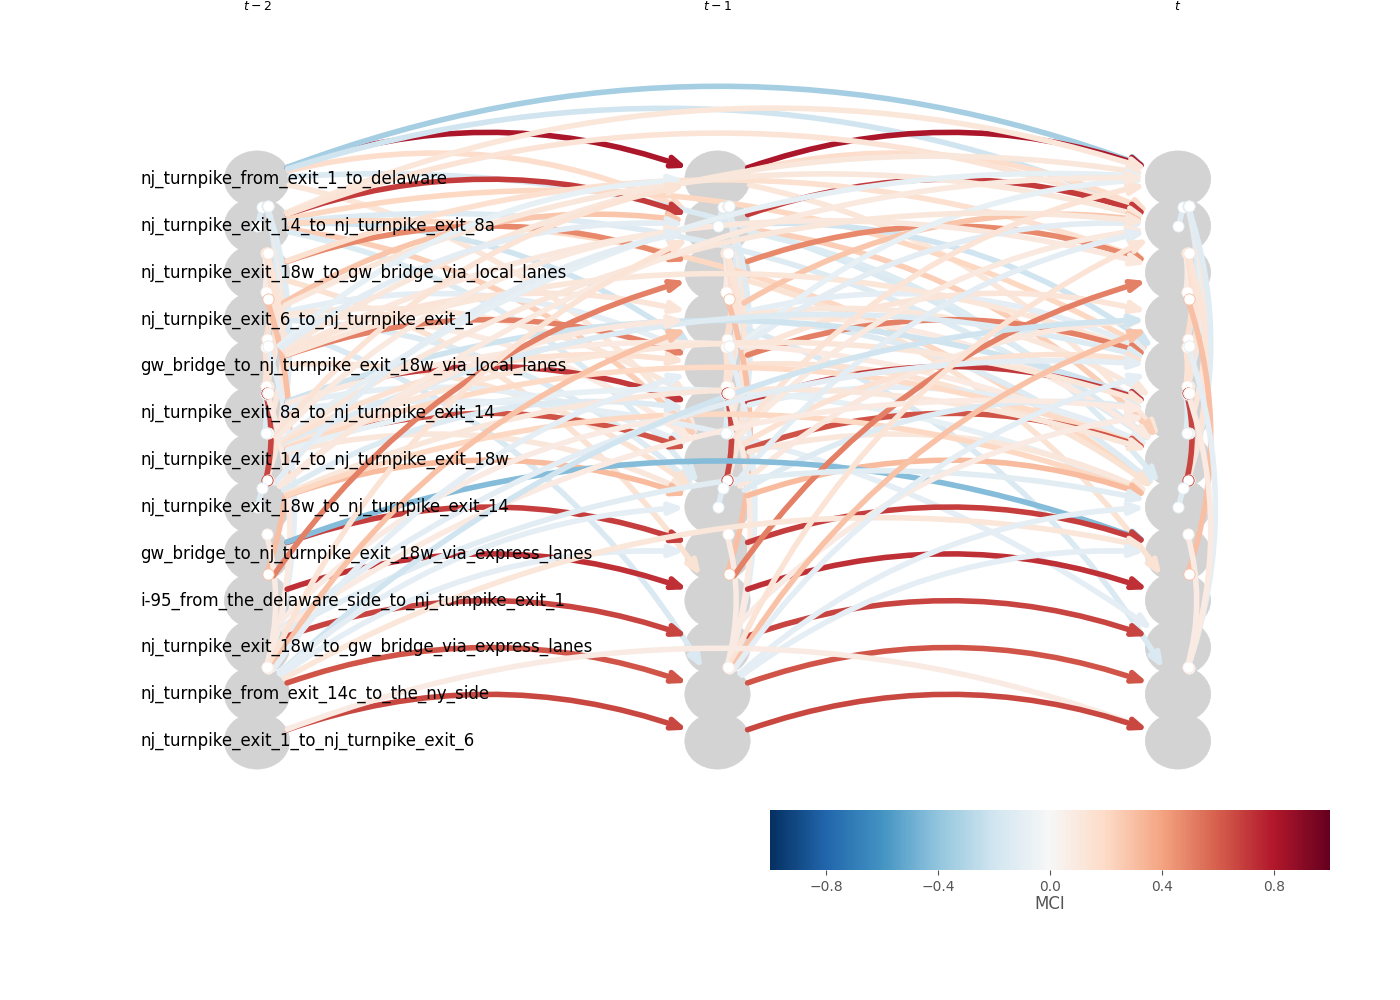 t − 2 t − 1 t
nj_turnpike_from_exit_1_to_delaware
nj_turnpike_exit_14_to_nj_turnpike_exit_8a
nj_turnpike_exit_18w_to_gw_bridge_via_local_lanes
nj_turnpike_exit_6_to_nj_turnpike_exit_1
gw_bridge_to_nj_turnpike_exit_18w_via_local_lanes
nj_turnpike_exit_8a_to_nj_turnpike_exit_14
nj_turnpike_exit_14_to_nj_turnpike_exit_18w
nj_turnpike_exit_18w_to_nj_turnpike_exit_14
gw_bridge_to_nj_turnpike_exit_18w_via_express_lanes
i-95_from_the_delaware_side_to_nj_turnpike_exit_1
nj_turnpike_exit_18w_to_gw_bridge_via_express_lanes
nj_turnpike_from_exit_14c_to_the_ny_side
nj_turnpike_exit_1_to_nj_turnpike_exit_6
−0.8 −0.4 0.0 0.4 0.8
MCI